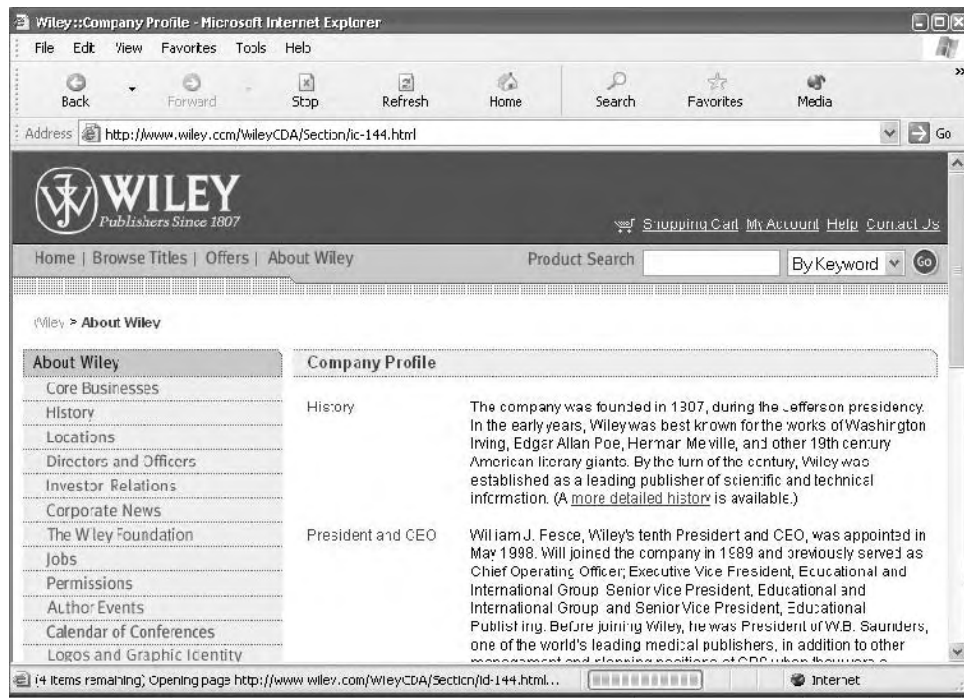 Wiley::Company Profile - Microsoft Internet Explorer
File Edit View Favorites Tools Help
Back Forward Stop Refresh Home Search Favorites Media »
Address http://www.wiley.com/WileyCDA/Section/ic-144.html Go
WILEY
Publishers Since 1807
Shopping Cart My Account Help Contact Us
Home | Browse Titles | Offers | About Wiley Product Search By Keyword Go
Wiley > About Wiley
About Wiley
Core Businesses
History
Locations
Directors and Officers
Investor Relations
Corporate News
The Wiley Foundation
Jobs
Permissions
Author Events
Calendar of Conferences
Logos and Graphic Identity
Company Profile
History
The company was founded in 1807, during the Jefferson presidency.
In the early years, Wiley was best known for the works of Washington
Irving, Edgar Allan Poe, Herman Melville, and other 19th century
American literary giants. By the turn of the century, Wiley was
established as a leading publisher of scientific and technical
information. (A more detailed history is available.)
President and CEO
William J. Pesce, Wiley's tenth President and CEO, was appointed in
May 1998. Will joined the company in 1989 and previously served as
Chief Operating Officer; Executive Vice President, Educational and
International Group; Senior Vice President, Educational and
International Group; and Senior Vice President, Educational
Publishing. Before joining Wiley, he was President of W.B. Saunders,
one of the world's leading medical publishers, in addition to other
management and planning positions at CBS when they were a
(4 items remaining) Opening page http://www.wiley.com/WileyCDA/Section/id-144.html... Internet